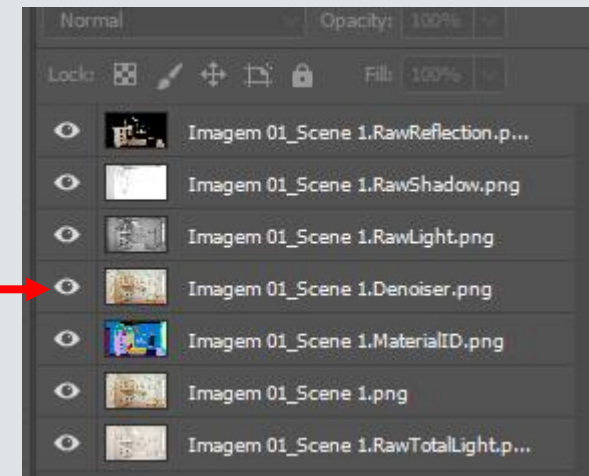 Normal Opacity: 100%
Lock: Fill: 100%
Imagem 01_Scene 1.RawReflection.p...
Imagem 01_Scene 1.RawShadow.png
Imagem 01_Scene 1.RawLight.png
Imagem 01_Scene 1.Denoiser.png
Imagem 01_Scene 1.MaterialID.png
Imagem 01_Scene 1.png
Imagem 01_Scene 1.RawTotalLight.p...